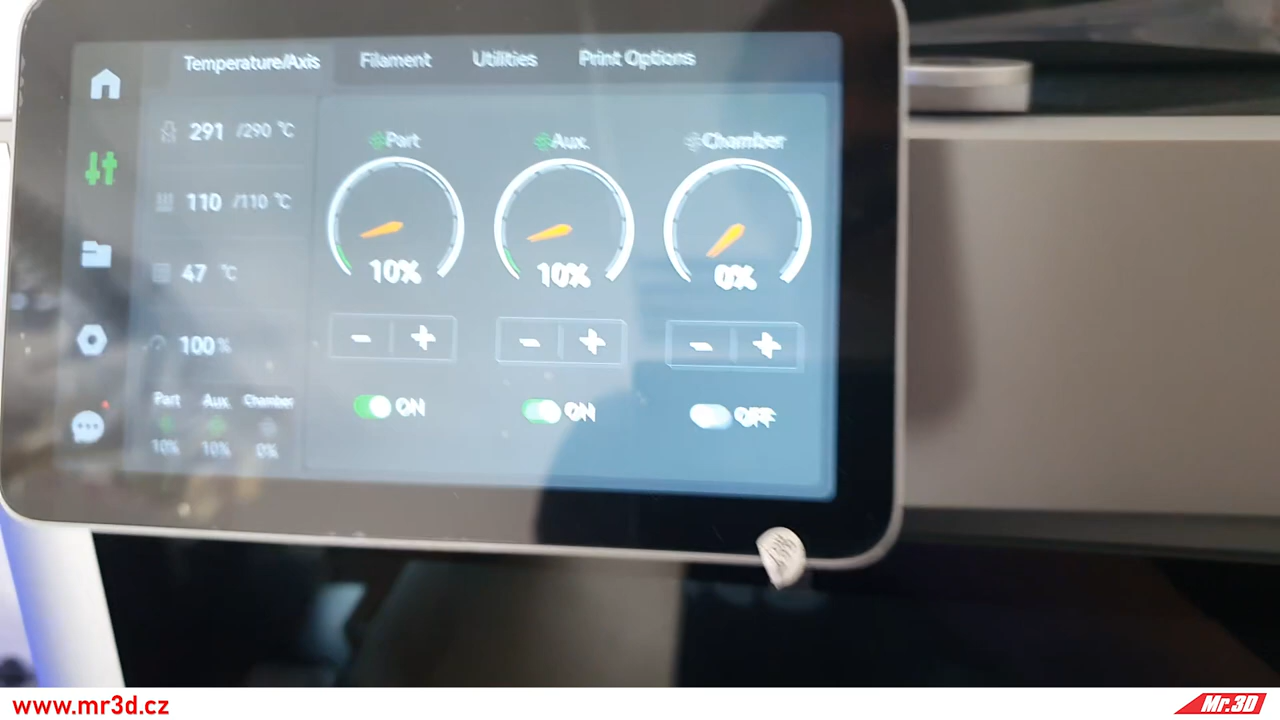 Temperature/Axis Filament Utilities Print Options
291 /290 °C
110 /110 °C
47 °C
100%
Part Aux. Chamber
10% 10% 0%
Part Aux. Chamber
10% 10% 0%
- + - + - +
ON ON OFF
www.mr3d.cz Mr.3D